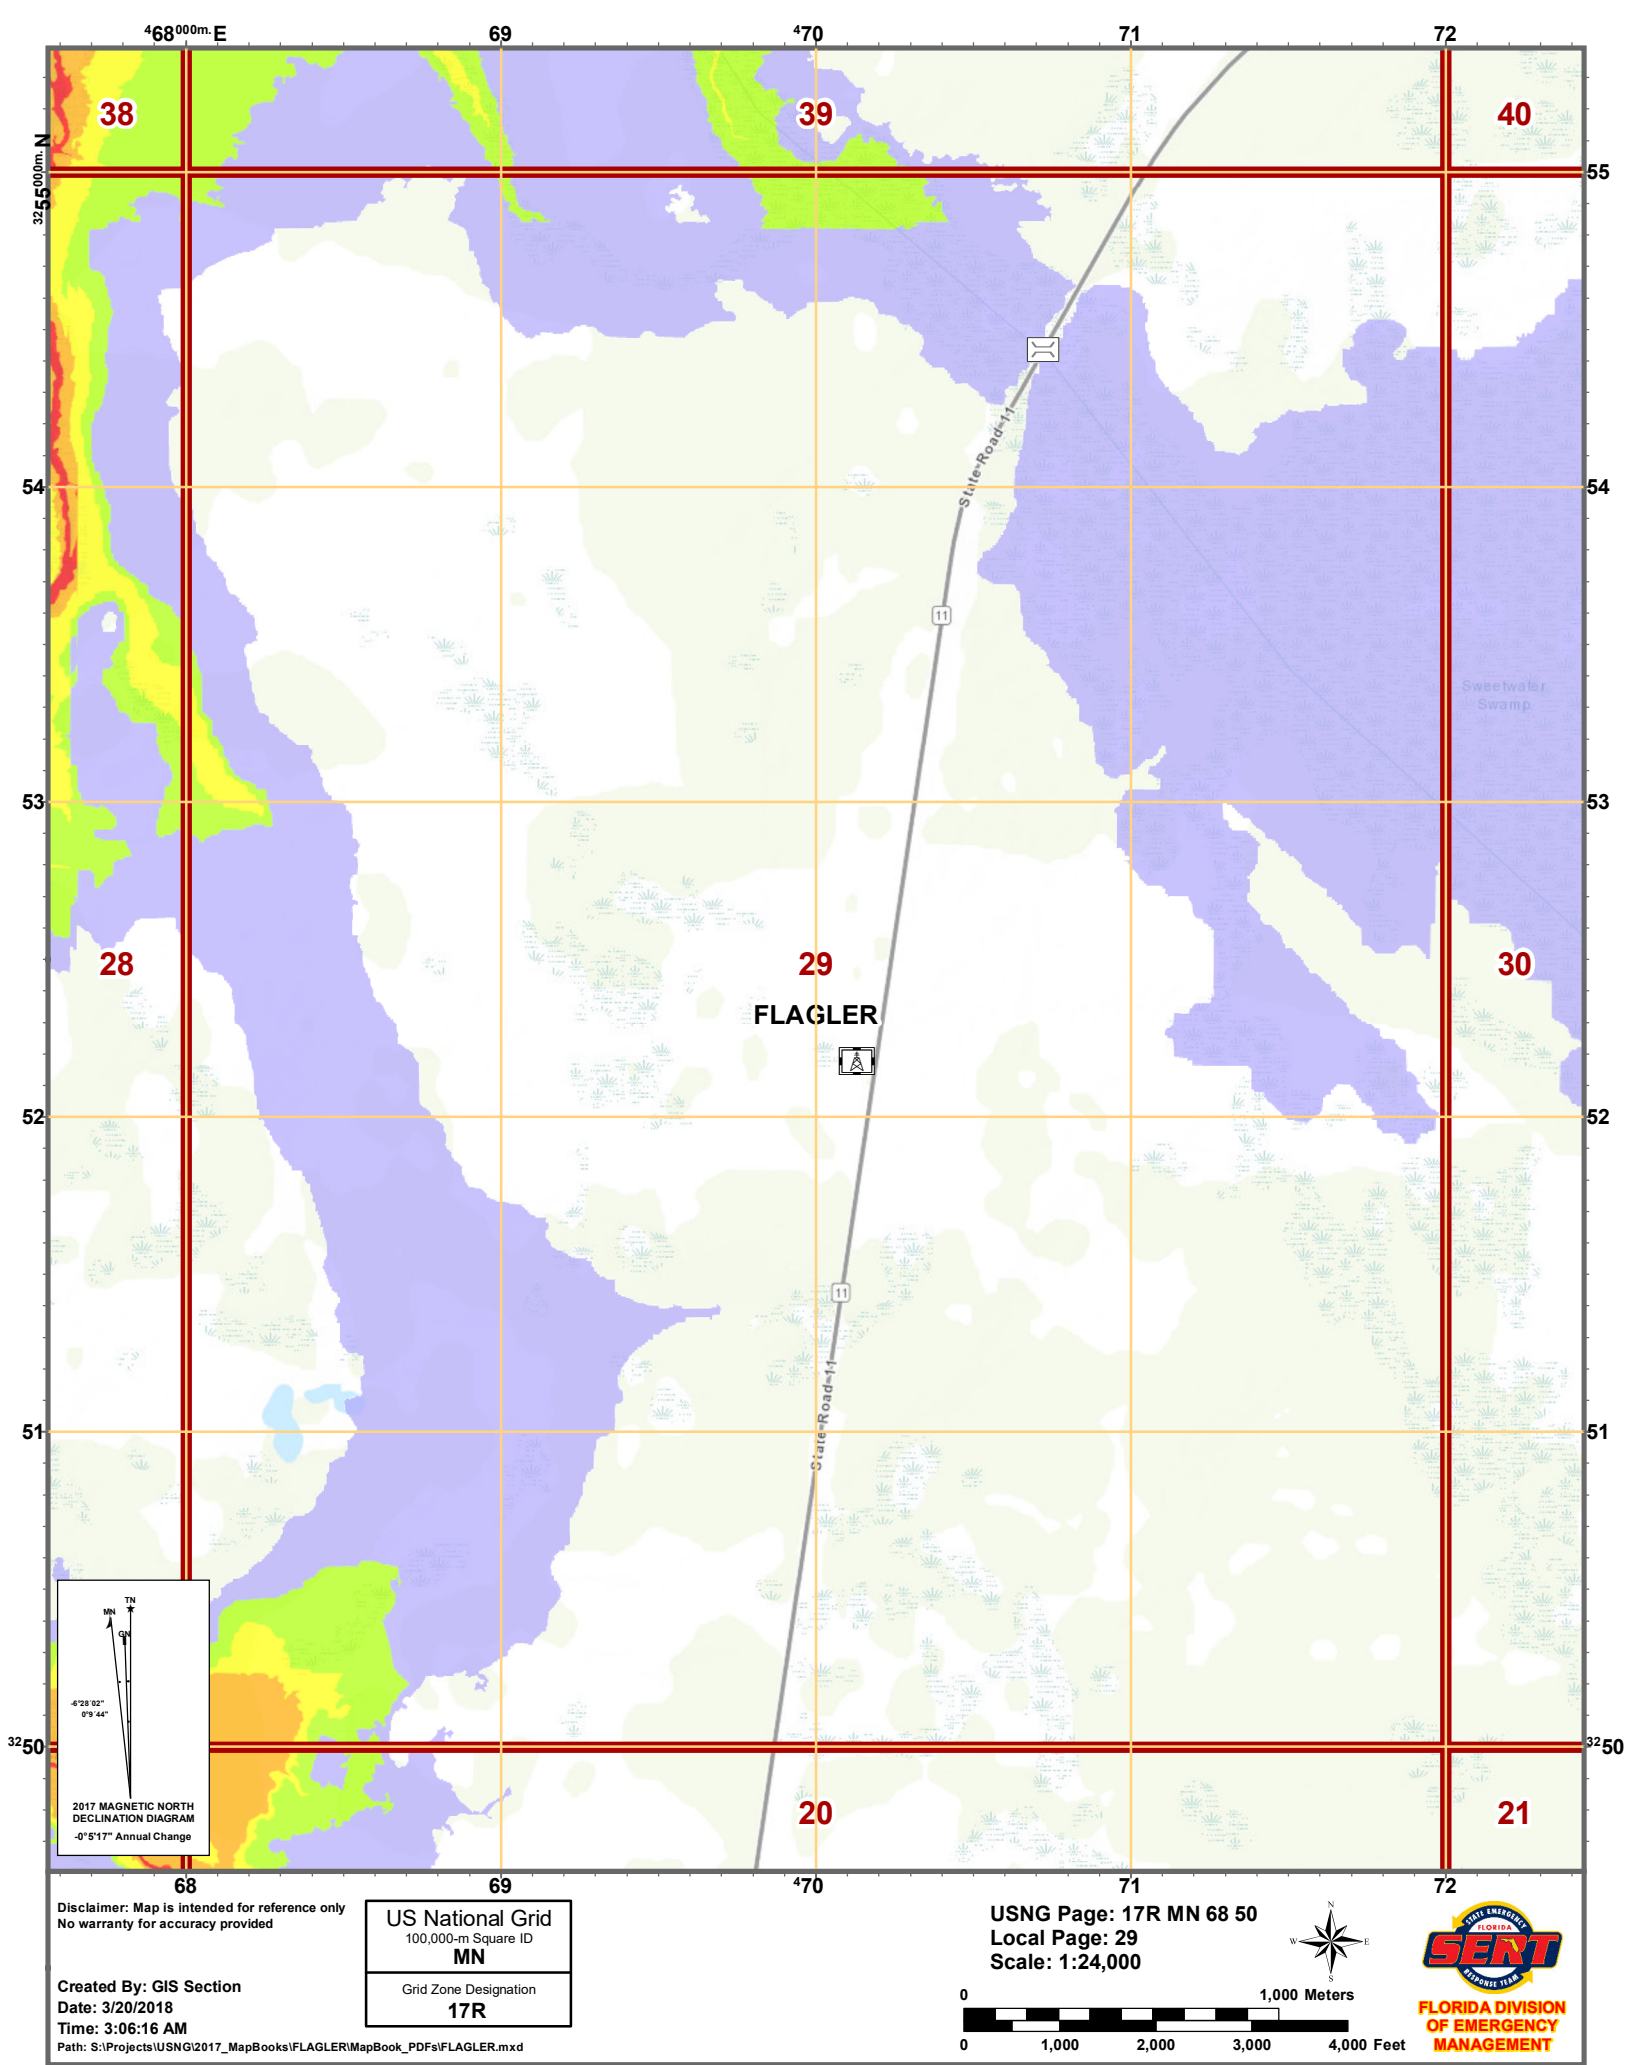 468000m. E
69
470
71
72
38
39
40
3255000m. N
55
State Road 11
54
54
11
Sweetwater
Swamp
53
53
28
29
30
FLAGLER
52
52
11
State Road 11
51
51
TN
MN
GN
-6°28'02"
0°9'44"
2017 MAGNETIC NORTH
DECLINATION DIAGRAM
-0°5'17" Annual Change
3250
3250
20
21
68
69
470
71
72
Disclaimer: Map is intended for reference only
No warranty for accuracy provided
Created By: GIS Section
Date: 3/20/2018
Time: 3:06:16 AM
Path: S:\Projects\USNG\2017_MapBooks\FLAGLER\MapBook_PDFs\FLAGLER.mxd
US National Grid
100,000-m Square ID
MN
Grid Zone Designation
17R
USNG Page: 17R MN 68 50
Local Page: 29
Scale: 1:24,000
N
W E
S
0 1,000 Meters
0 1,000 2,000 3,000 4,000 Feet
STATE EMERGENCY
FLORIDA
SERT
RESPONSE TEAM
FLORIDA DIVISION
OF EMERGENCY
MANAGEMENT